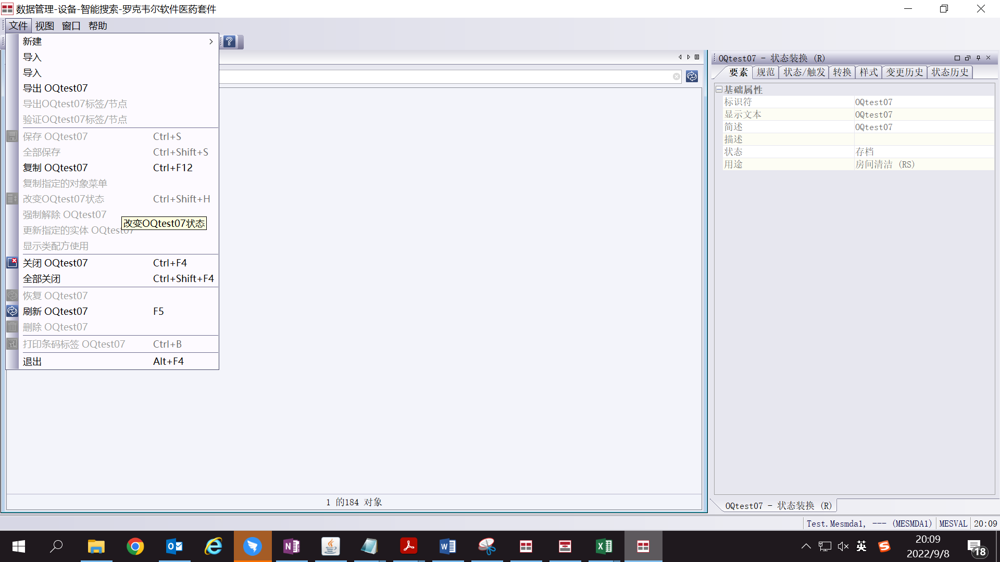 数据管理-设备-智能搜索-罗克韦尔软件医药套件
文件 视图 窗口 帮助
新建
导入
导入
导出 OQtest07
导出OQtest07标签/节点
验证OQtest07标签/节点
保存 OQtest07 Ctrl+S
全部保存 Ctrl+Shift+S
复制 OQtest07 Ctrl+F12
复制指定的对象菜单
改变OQtest07状态 Ctrl+Shift+H
强制解除 OQtest07
改变OQtest07状态
更新指定的实体 OQtest07
显示类配方使用
关闭 OQtest07 Ctrl+F4
全部关闭 Ctrl+Shift+F4
恢复 OQtest07
刷新 OQtest07 F5
删除 OQtest07
打印条码标签 OQtest07 Ctrl+B
退出 Alt+F4
1 的184 对象
OQtest07 - 状态装换 (R)
要素 规范 状态/触发 转换 样式 变更历史 状态历史
基础属性
标识符 OQtest07
显示文本 OQtest07
简述 OQtest07
描述
状态 存档
用途 房间清洁 (RS)
OQtest07 - 状态装换 (R)
Test.Mesmda1, --- (MESMDA1) MESVAL 20:09
英
20:09
2022/9/8
18